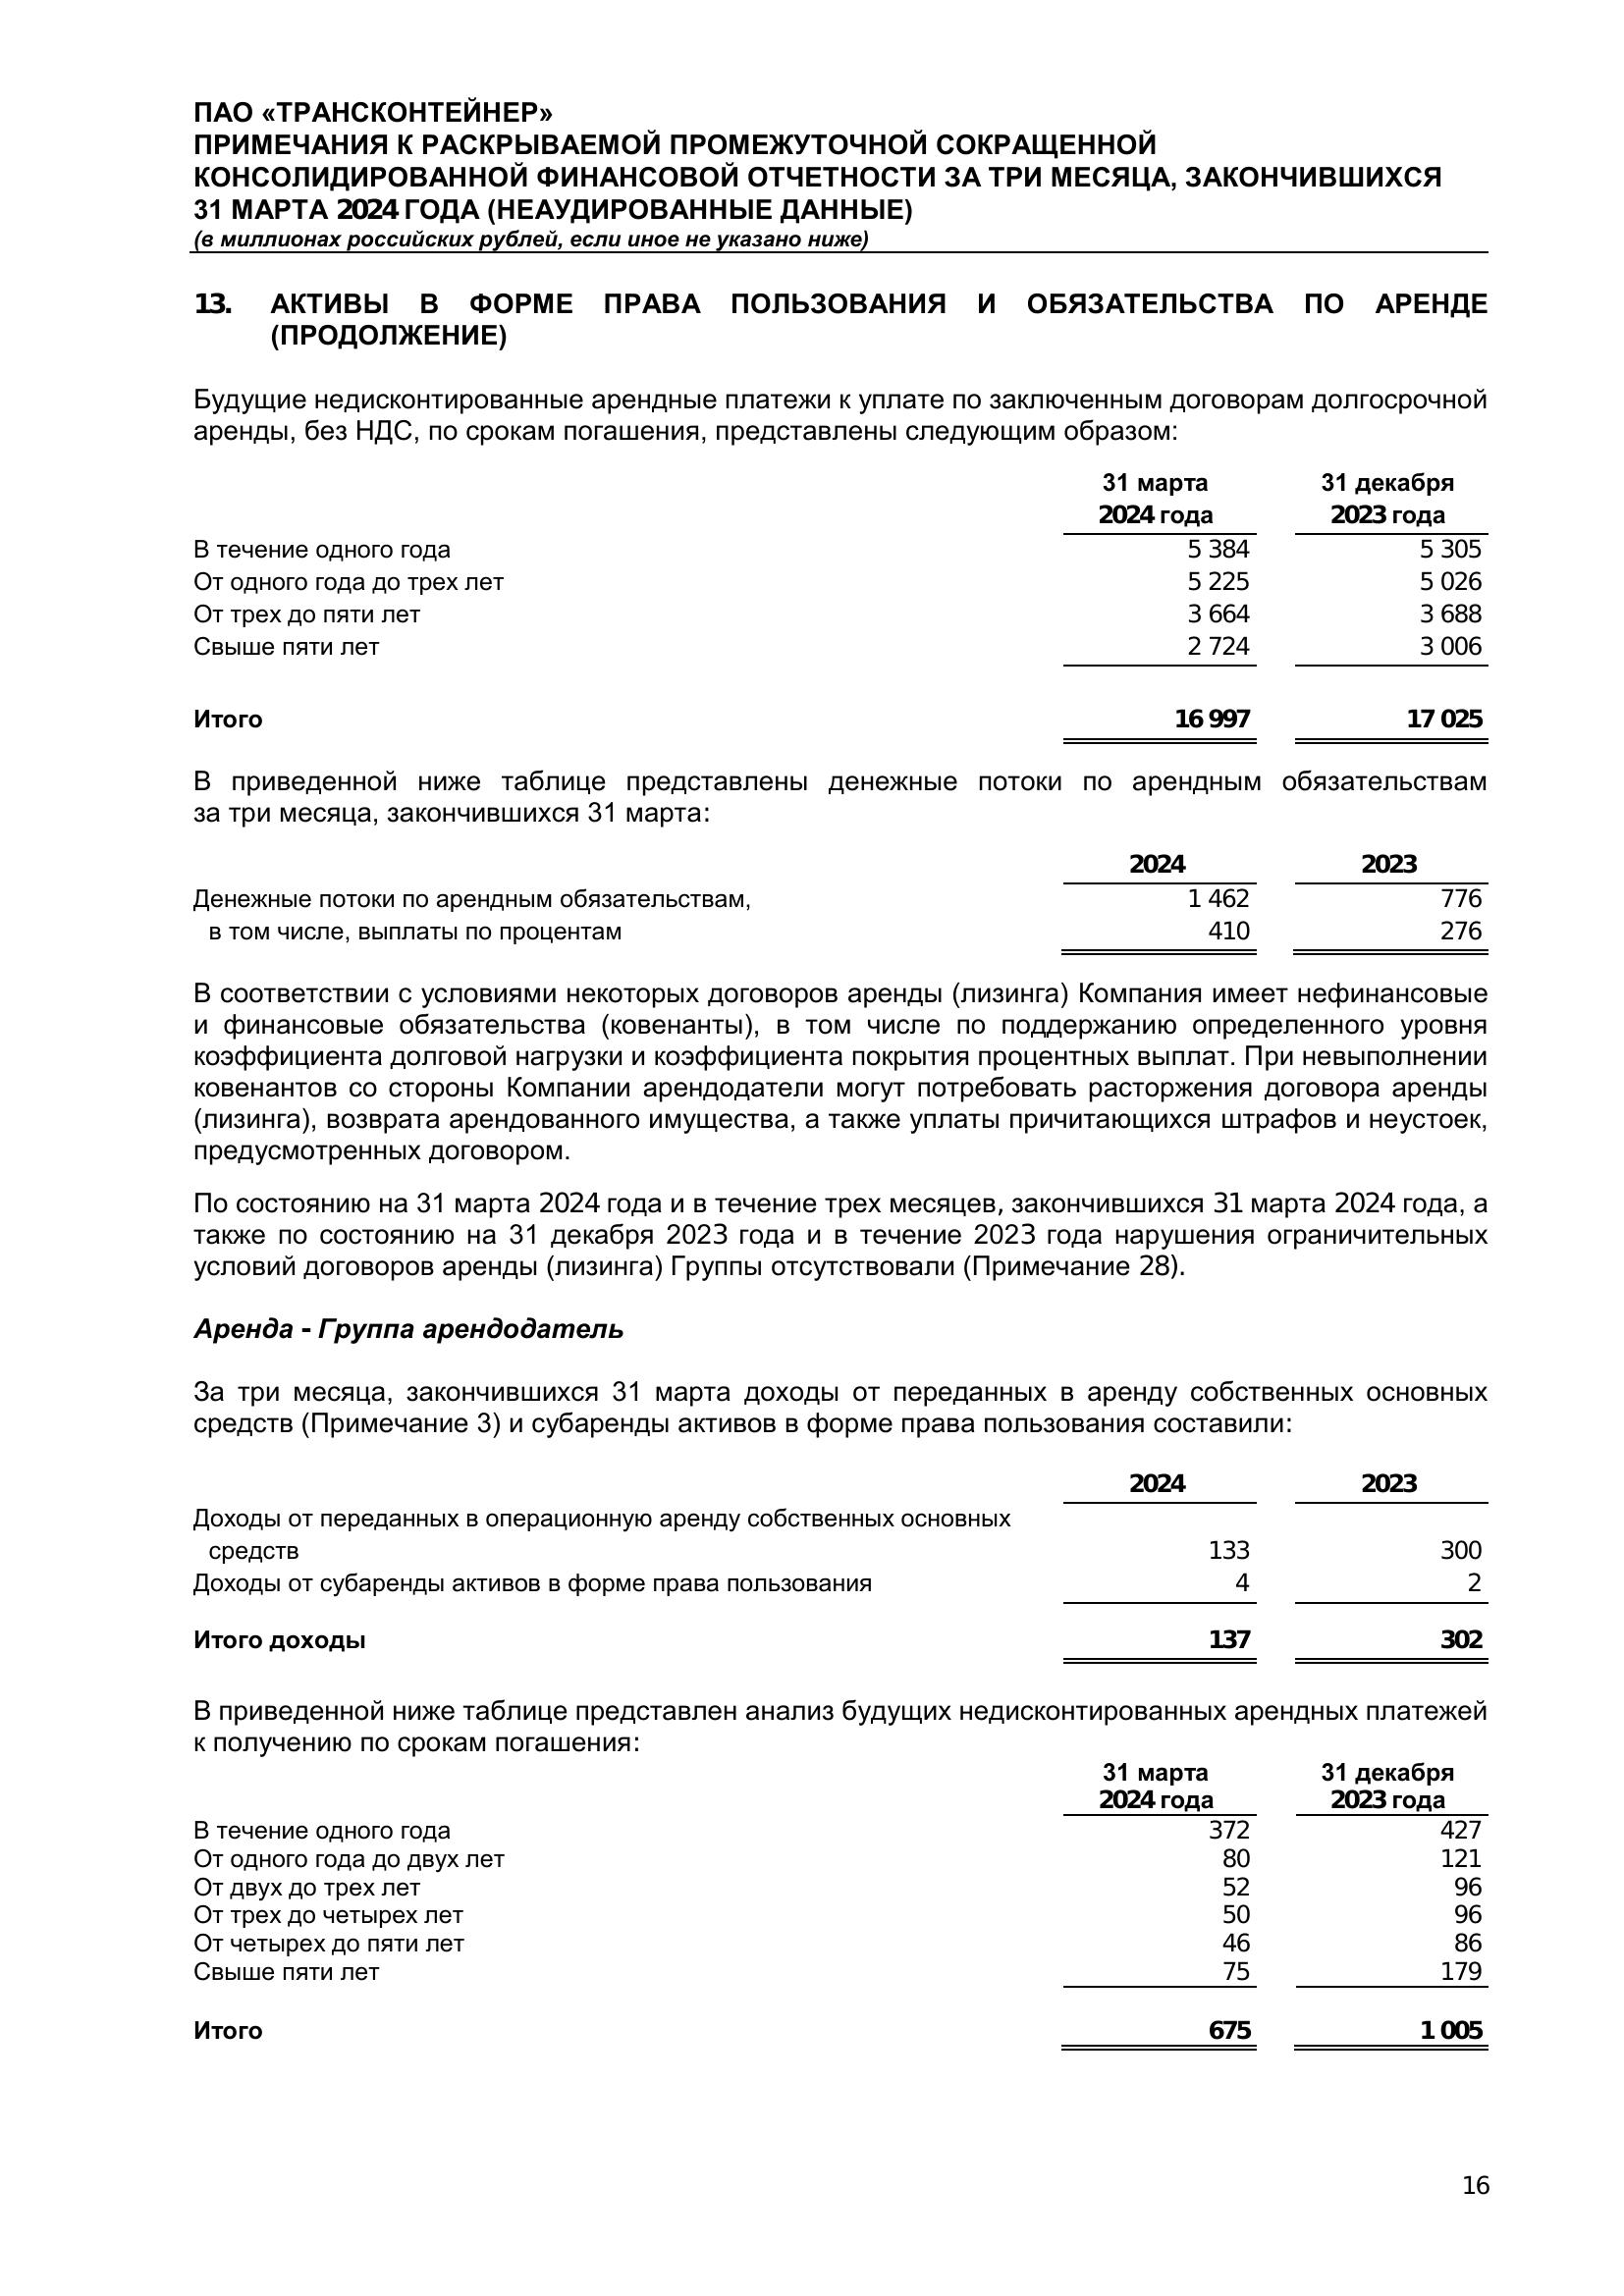 ПАО «ТРАНСКОНТЕЙНЕР»
ПРИМЕЧАНИЯ К РАСКРЫВАЕМОЙ ПРОМЕЖУТОЧНОЙ СОКРАЩЕННОЙ
КОНСОЛИДИРОВАННОЙ ФИНАНСОВОЙ ОТЧЕТНОСТИ ЗА ТРИ МЕСЯЦА, ЗАКОНЧИВШИХСЯ
31 МАРТА 2024 ГОДА (НЕАУДИРОВАННЫЕ ДАННЫЕ)
(в миллионах российских рублей, если иное не указано ниже)
13. АКТИВЫ В ФОРМЕ ПРАВА ПОЛЬЗОВАНИЯ И ОБЯЗАТЕЛЬСТВА ПО АРЕНДЕ
(ПРОДОЛЖЕНИЕ)
Будущие недисконтированные арендные платежи к уплате по заключенным договорам долгосрочной
аренды, без НДС, по срокам погашения, представлены следующим образом:
31 марта 31 декабря
2024 года 2023 года
В течение одного года 5 384 5 305
От одного года до трех лет 5 225 5 026
От трех до пяти лет 3 664 3 688
Свыше пяти лет 2 724 3 006
Итого 16 997 17 025
В приведенной ниже таблице представлены денежные потоки по арендным обязательствам
за три месяца, закончившихся 31 марта:
2024 2023
Денежные потоки по арендным обязательствам, 1 462 776
в том числе, выплаты по процентам 410 276
В соответствии с условиями некоторых договоров аренды (лизинга) Компания имеет нефинансовые
и финансовые обязательства (ковенанты), в том числе по поддержанию определенного уровня
коэффициента долговой нагрузки и коэффициента покрытия процентных выплат. При невыполнении
ковенантов со стороны Компании арендодатели могут потребовать расторжения договора аренды
(лизинга), возврата арендованного имущества, а также уплаты причитающихся штрафов и неустоек,
предусмотренных договором.
По состоянию на 31 марта 2024 года и в течение трех месяцев, закончившихся 31 марта 2024 года, а
также по состоянию на 31 декабря 2023 года и в течение 2023 года нарушения ограничительных
условий договоров аренды (лизинга) Группы отсутствовали (Примечание 28).
Аренда - Группа арендодатель
За три месяца, закончившихся 31 марта доходы от переданных в аренду собственных основных
средств (Примечание 3) и субаренды активов в форме права пользования составили:
2024 2023
Доходы от переданных в операционную аренду собственных основных
средств 133 300
Доходы от субаренды активов в форме права пользования 4 2
Итого доходы 137 302
В приведенной ниже таблице представлен анализ будущих недисконтированных арендных платежей
к получению по срокам погашения:
31 марта 31 декабря
2024 года 2023 года
В течение одного года 372 427
От одного года до двух лет 80 121
От двух до трех лет 52 96
От трех до четырех лет 50 96
От четырех до пяти лет 46 86
Свыше пяти лет 75 179
Итого 675 1 005
16